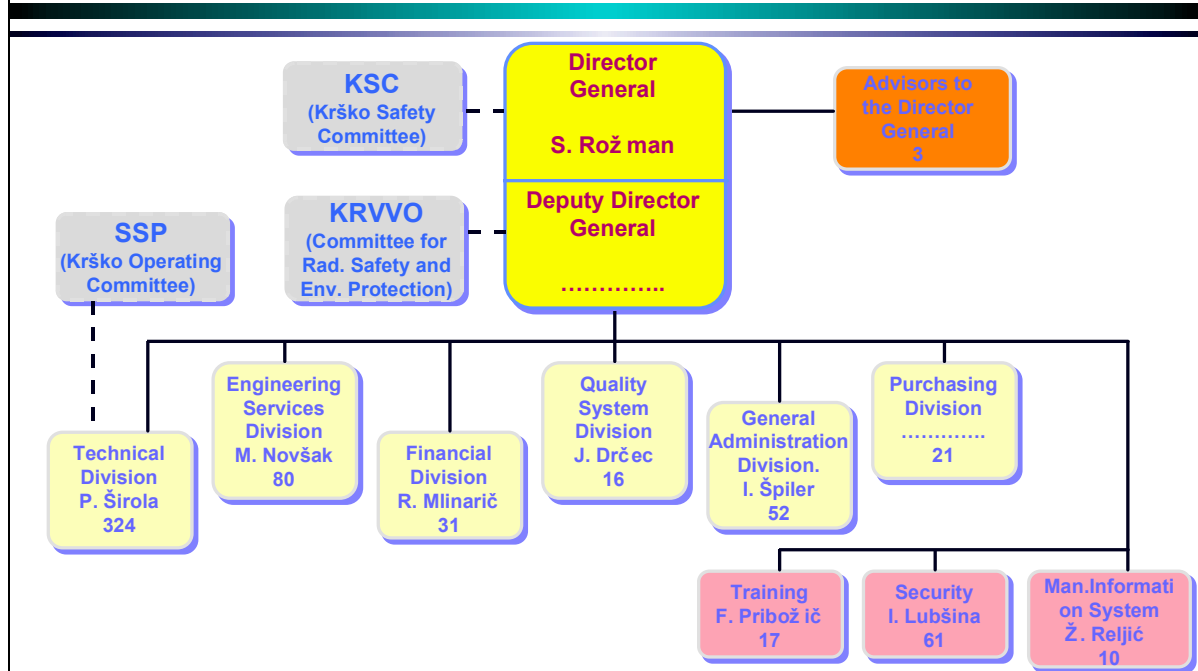 KSC
(Krško Safety
Committee)
Director
General
S. Rož man
Advisors to
the Director
General
3
Deputy Director
General
…………..
KRVVO
(Committee for
Rad. Safety and
Env. Protection)
SSP
(Krško Operating
Committee)
Technical
Division
P. Širola
324
Engineering
Services
Division
M. Novšak
80
Financial
Division
R. Mlinarič
31
Quality
System
Division
J. Drč ec
16
General
Administration
Division.
I. Špiler
52
Purchasing
Division
………….
21
Training
F. Pribož ič
17
Security
I. Lubšina
61
Man.Informati
on System
Ž. Reljić
10